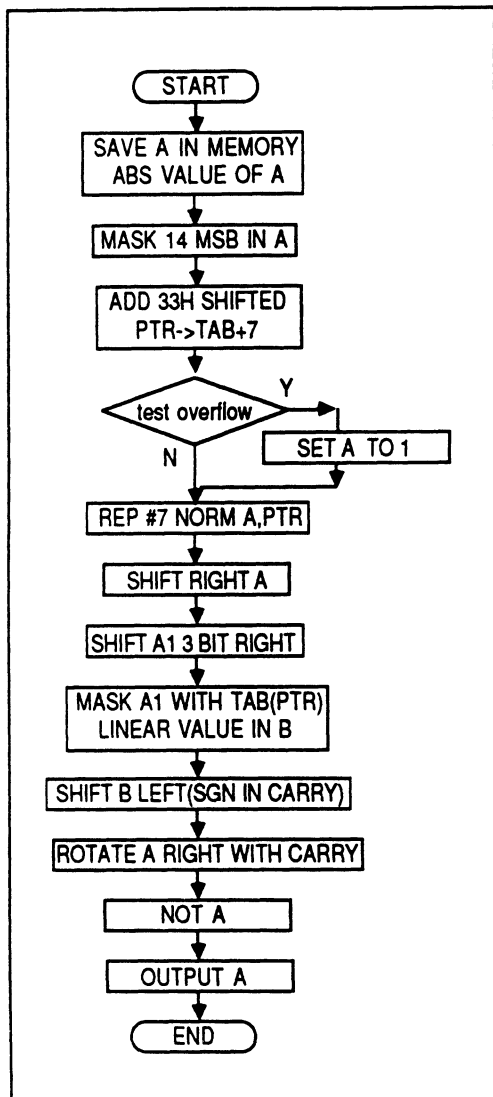 START
SAVE A IN MEMORY
ABS VALUE OF A
MASK 14 MSB IN A
ADD 33H SHIFTED
PTR->TAB+7
Y
test overflow
SET A TO 1
N
REP #7 NORM A,PTR
SHIFT RIGHT A
SHIFT A1 3 BIT RIGHT
MASK A1 WITH TAB(PTR)
LINEAR VALUE IN B
SHIFT B LEFT(SGN IN CARRY)
ROTATE A RIGHT WITH CARRY
NOT A
OUTPUT A
END